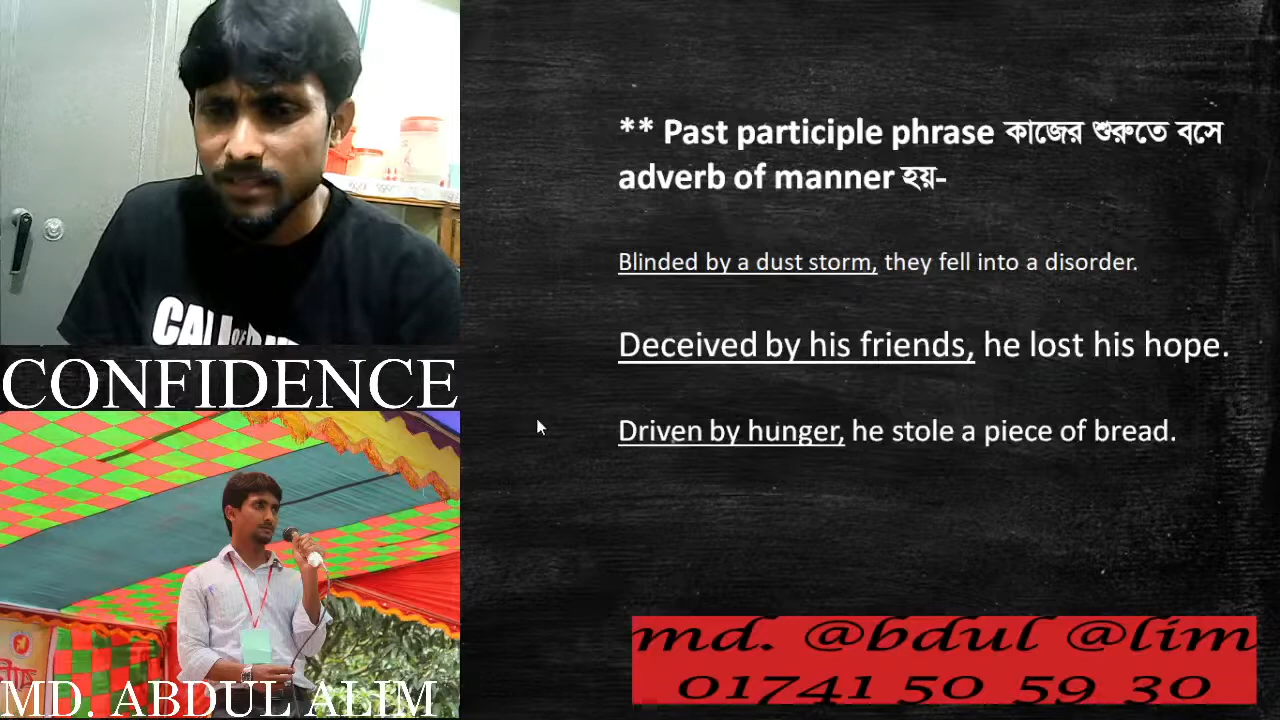 ** Past participle phrase কাজের শুরুতে বসে
adverb of manner হয়-
Blinded by a dust storm, they fell into a disorder.
Deceived by his friends, he lost his hope.
Driven by hunger, he stole a piece of bread.
CALL OF
CONFIDENCE
MD. ABDUL ALIM
md. @bdul @lim
01741 50 59 30